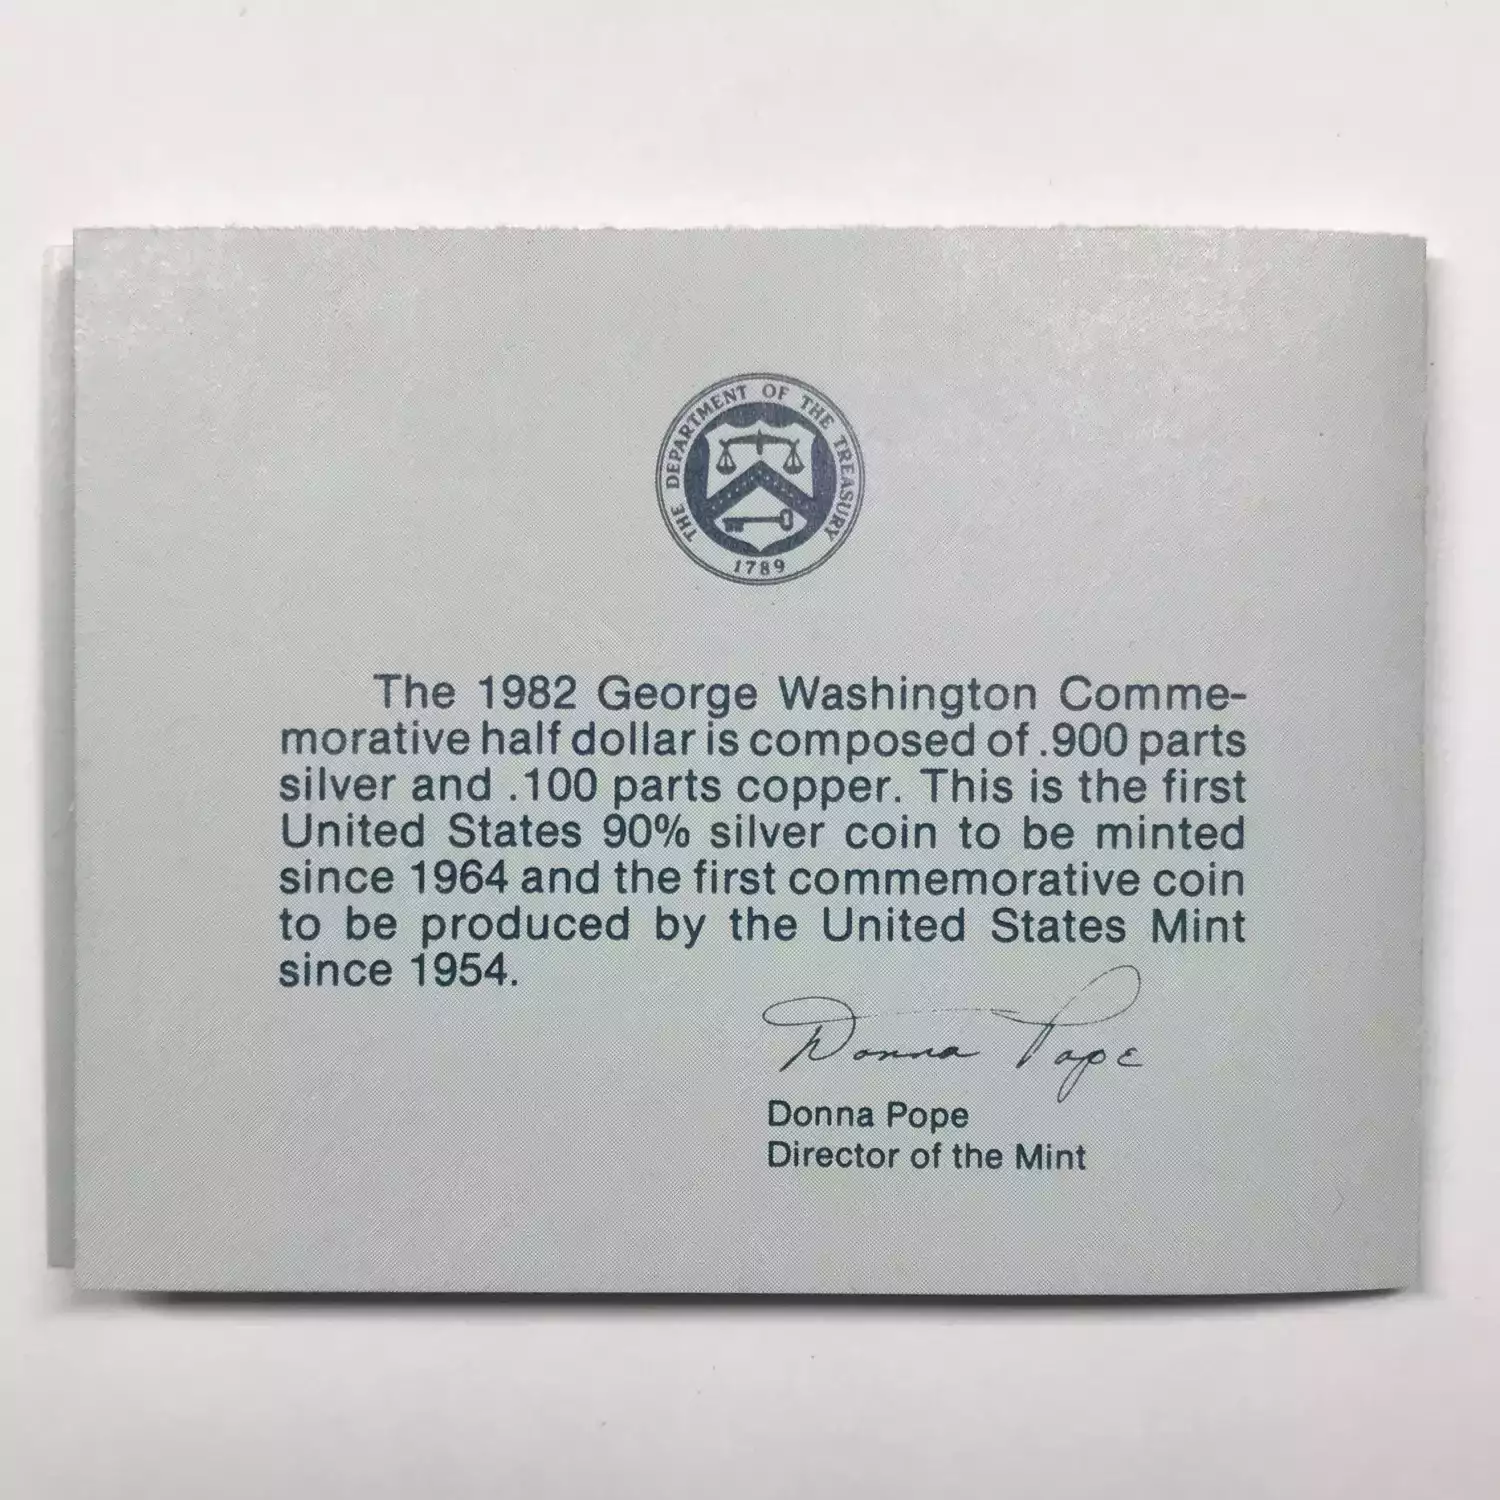 THE DEPARTMENT OF THE TREASURY
1789
The 1982 George Washington Comme-
morative half dollar is composed of .900 parts
silver and .100 parts copper. This is the first
United States 90% silver coin to be minted
since 1964 and the first commemorative coin
to be produced by the United States Mint
since 1954.
Donna Pope
Donna Pope
Director of the Mint